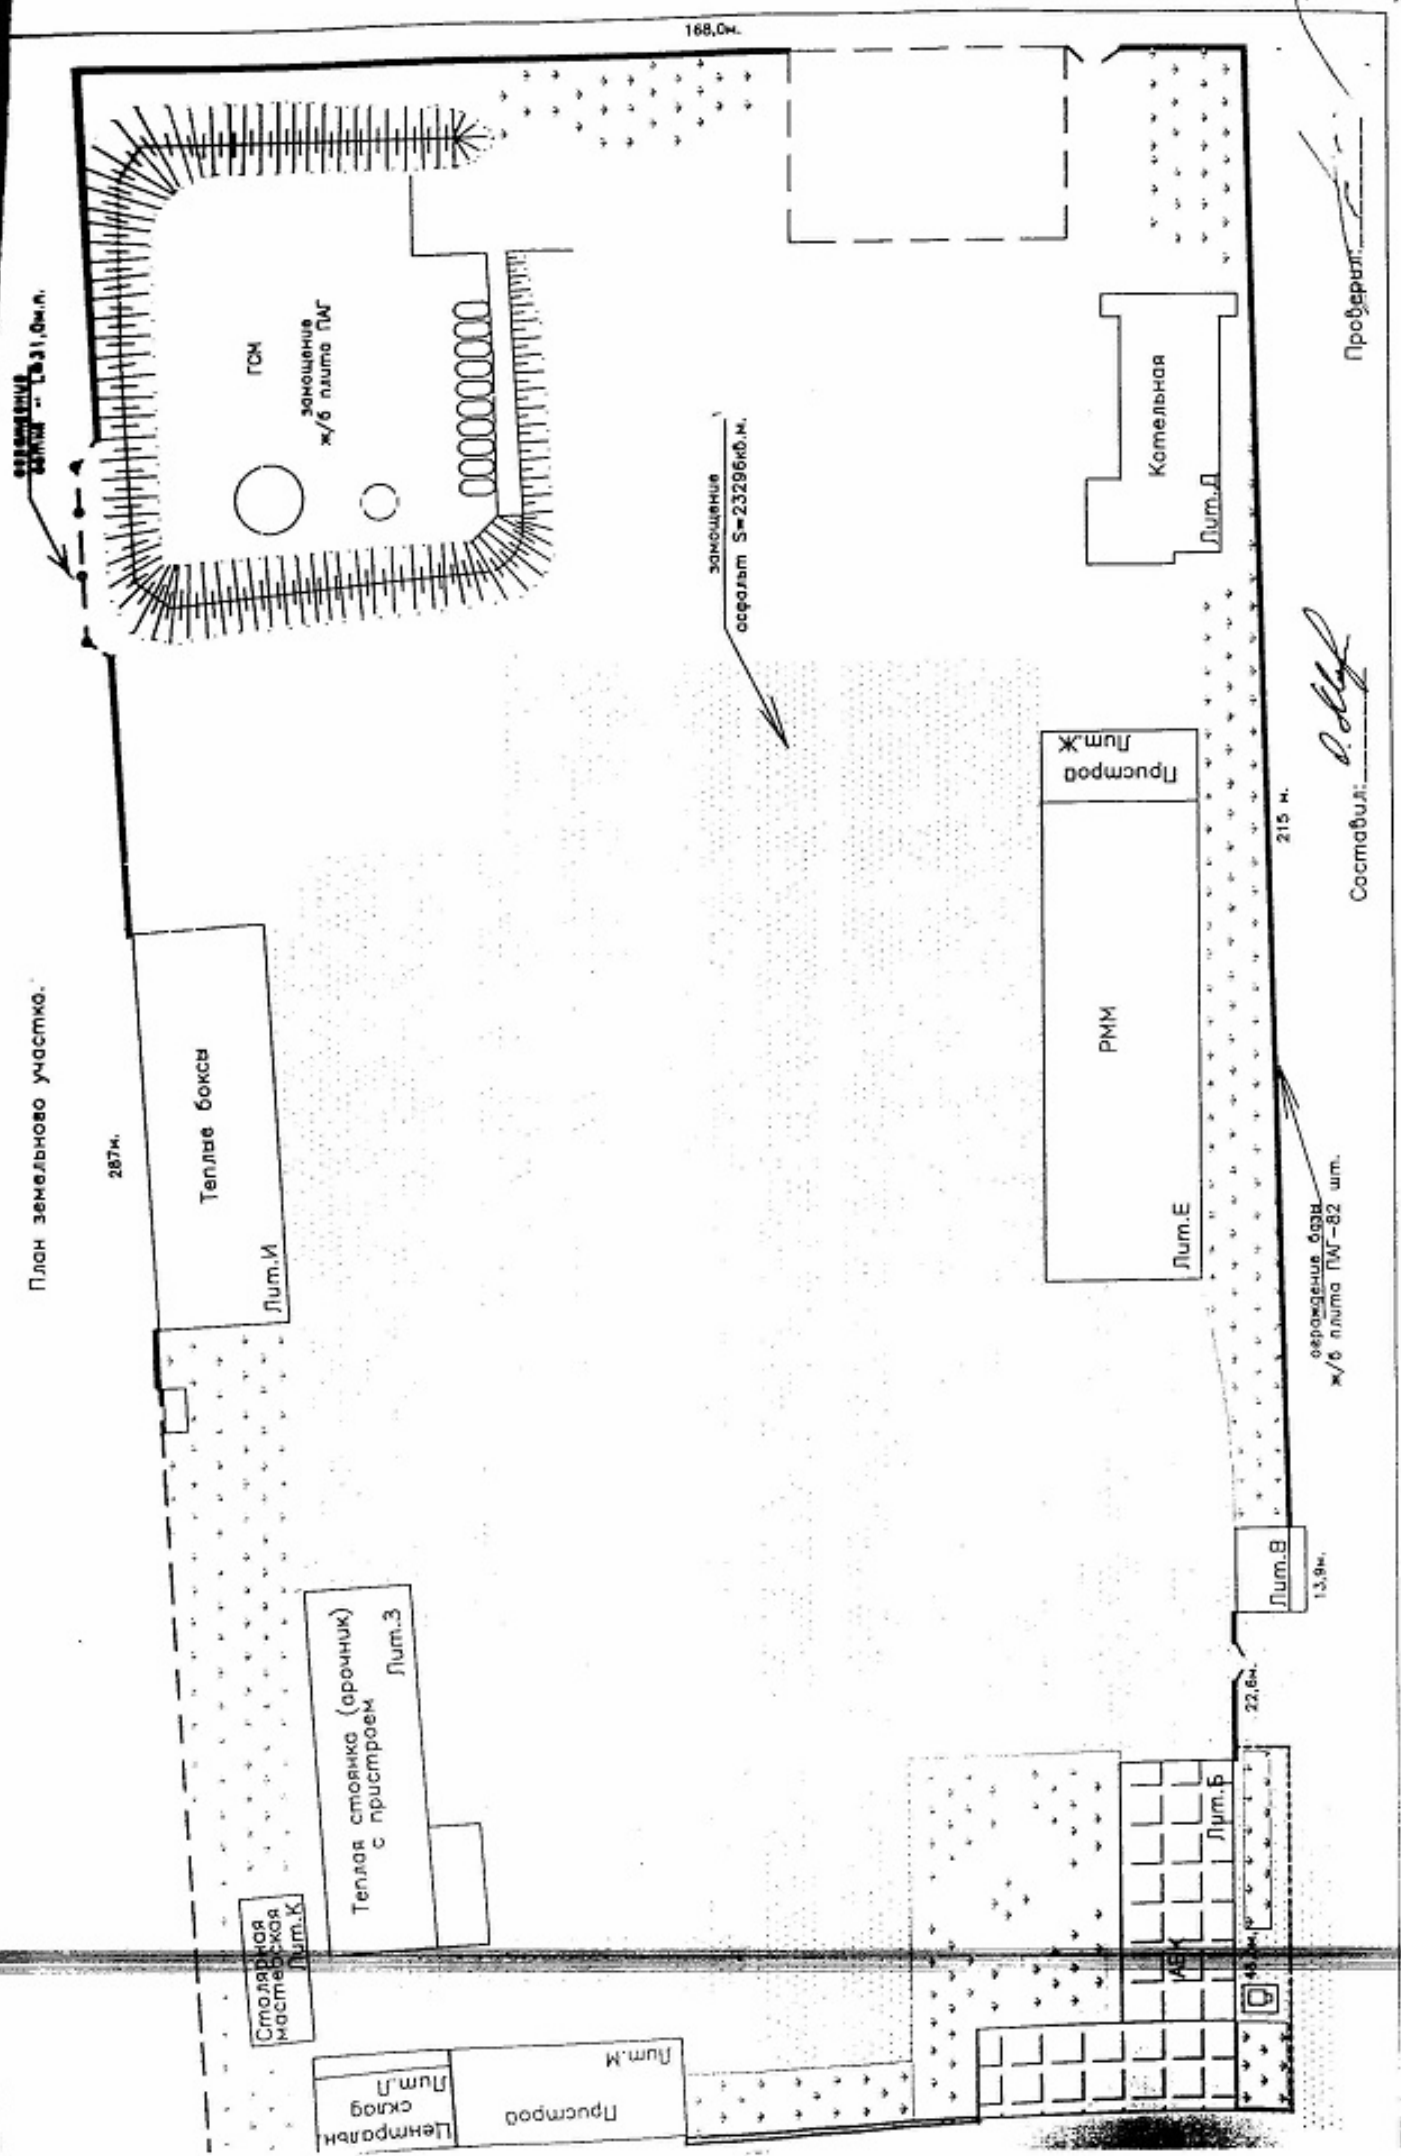 План земельного участка.
168,0м.
287м.
ГСМ
замощение
ж/б плита ПАГ
замощение
асфальт S=23296кв.м.
Котельная
Лит.Д
Теплые боксы
Лит.И
Пристрой
Лит.Ж
РММ
Лит.Е
215 м.
ограждение базы
ж/б плита ПАГ-82 шт.
Лит.В
13,9м.
22,6м.
Теплая стоянка (арочник)
с пристроем
Лит.З
Столярная
мастерская
Лит.К
Центральн
склад
Лит.Л
Пристрой
Лит.М
АБК
Лит.Б
Составил:
Проверил: